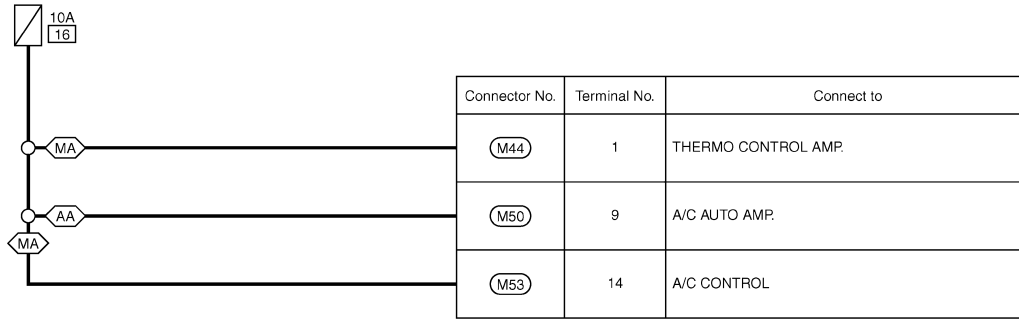 10A
16
Connector No. Terminal No. Connect to
MA M44 1 THERMO CONTROL AMP.
AA M50 9 A/C AUTO AMP.
MA
M53 14 A/C CONTROL